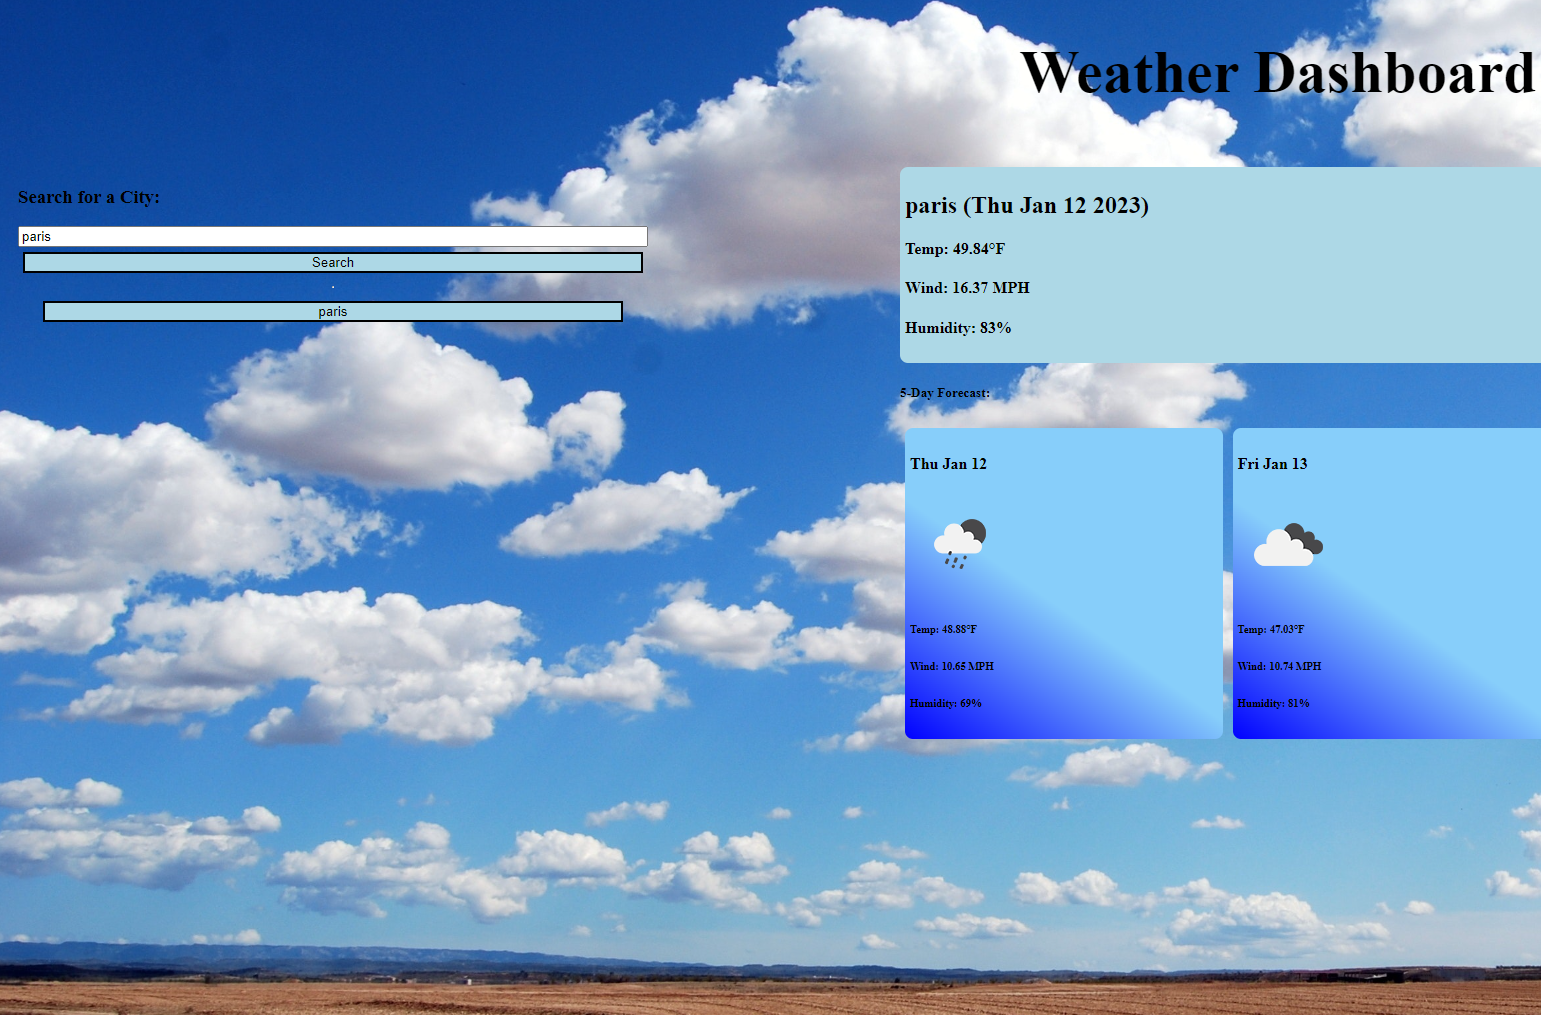 Weather Dashboard
Search for a City:
paris
Search
paris
paris (Thu Jan 12 2023)
Temp: 49.84°F
Wind: 16.37 MPH
Humidity: 83%
5-Day Forecast:
Thu Jan 12
Temp: 48.88°F
Wind: 10.65 MPH
Humidity: 69%
Fri Jan 13
Temp: 47.03°F
Wind: 10.74 MPH
Humidity: 81%